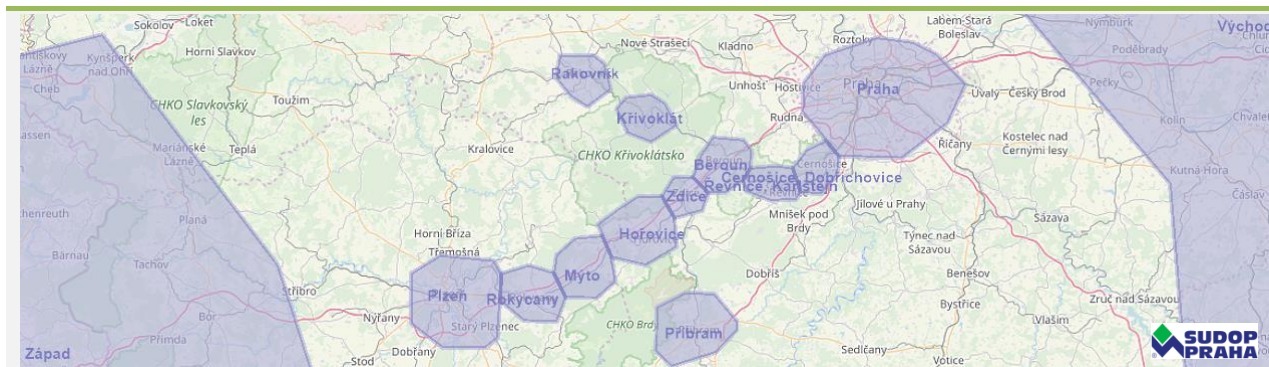 Sokolov
Loket
Labem-Stará
Boleslav
Nymburk
Východ
Kynšperk
nad Ohří
Lázně
Cheb
Horní Slavkov
Nové Strašecí
Kladno
Roztoky
Poděbrady
Rakovník
CHKO Slavkovský
les
Toužim
Unhošť
Hostivice
Praha
Praha
Úvaly
Český Brod
Pečky
Kolín
Křivoklát
Rudná
Mariánské
Lázně
Teplá
Kralovice
CHKO Křivoklátsko
Beroun
Říčany
Kostelec nad
Černými lesy
Černošice
Černošice, Dobřichovice
Řevnice, Karlštejn
Kutná Hora
Čáslav
Zdice
Mníšek pod
Brdy
Jílové u Prahy
Planá
Hořovice
Sázava
Horní Bříza
Třemošná
Týnec nad
Sázavou
Bärnau
Tachov
Mýto
Dobříš
Benešov
Stříbro
Plzeň
Rokycany
Zruč nad Sázavou
Bor
Nýřany
Starý Plzenec
CHKO Brdy
Příbram
Bystřice
Vlašim
Přimda
Západ
Stod
Dobřany
Sedlčany
Votice
SUDOP
PRAHA